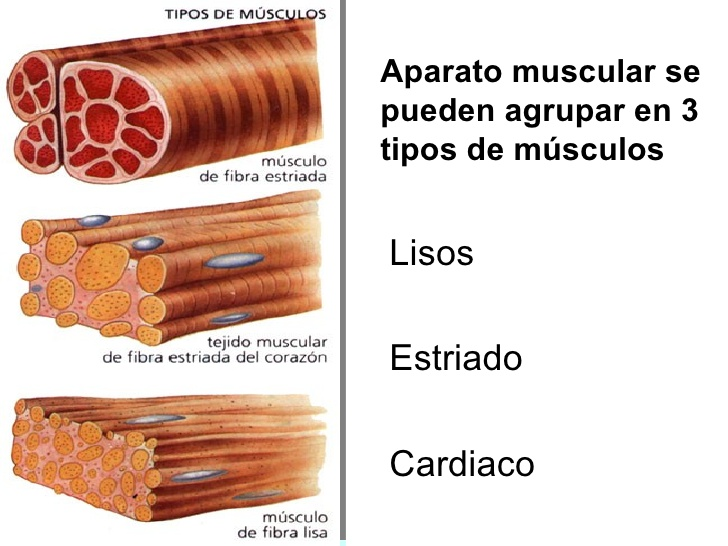 TIPOS DE MÚSCULOS
músculo
de fibra estriada
tejido muscular
de fibra estriada del corazón
músculo
de fibra lisa
Aparato muscular se
pueden agrupar en 3
tipos de músculos
Lisos
Estriado
Cardiaco